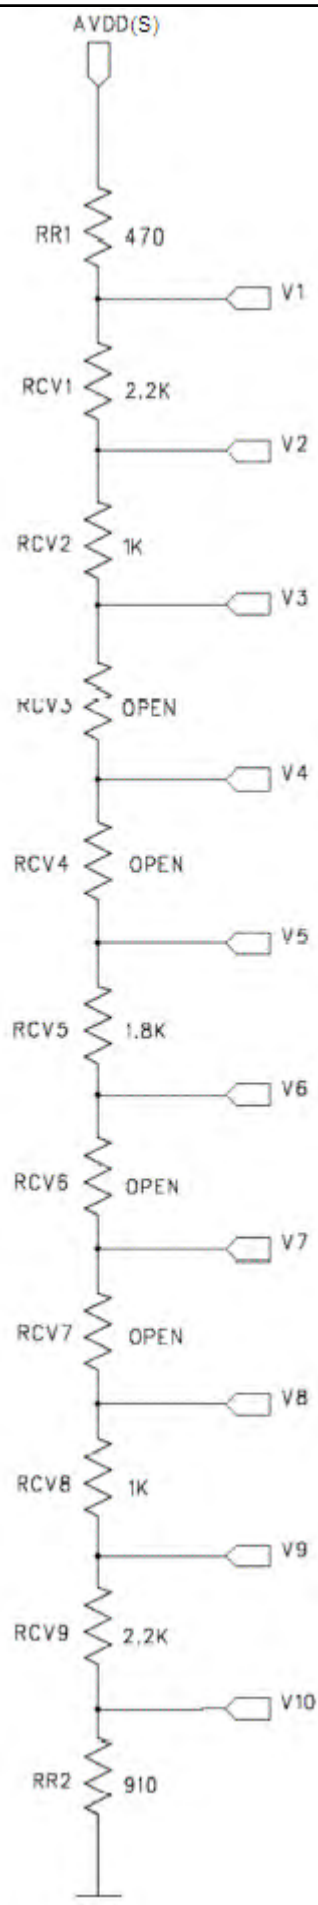 AVDD(S)
RR1 470
V1
RCV1 2.2K
V2
RCV2 1K
V3
RCV3 OPEN
V4
RCV4 OPEN
V5
RCV5 1.8K
V6
RCV6 OPEN
V7
RCV7 OPEN
V8
RCV8 1K
V9
RCV9 2.2K
V10
RR2 910